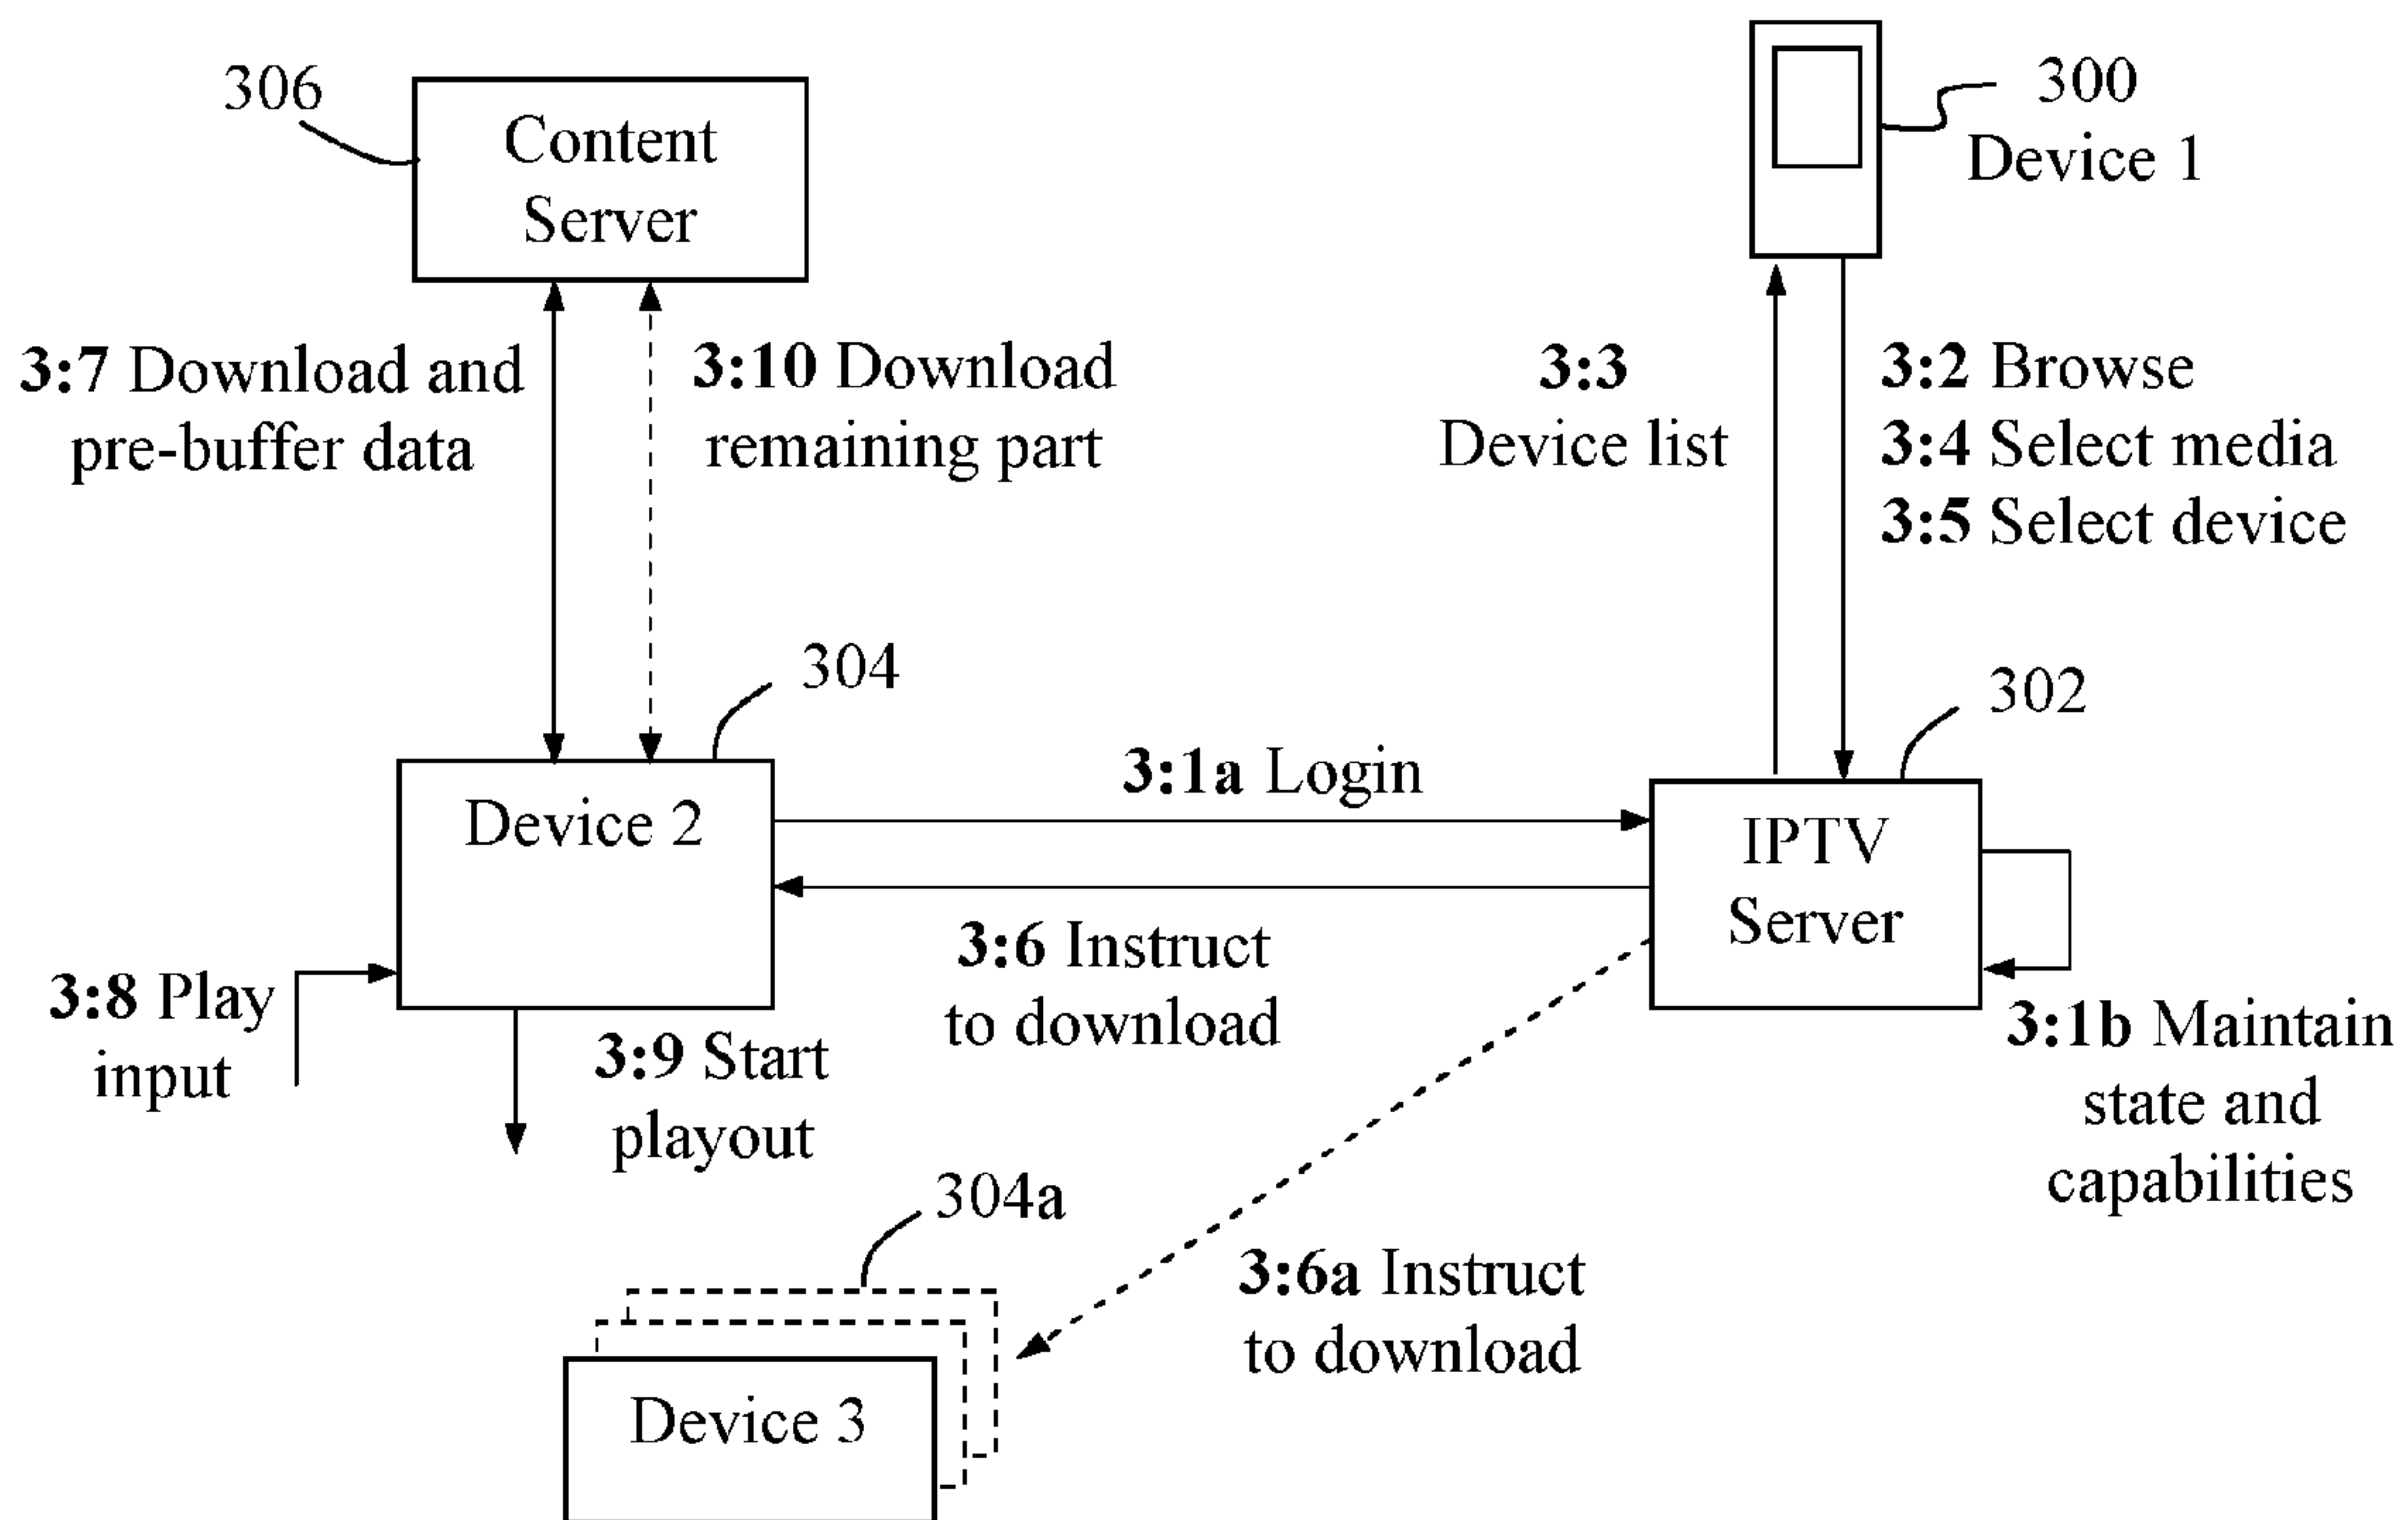 306
Content
Server
300
Device 1
3:7 Download and
pre-buffer data
3:10 Download
remaining part
3:3
Device list
3:2 Browse
3:4 Select media
3:5 Select device
304
302
Device 2
3:1a Login
IPTV
Server
3:6 Instruct
to download
3:8 Play
input
3:9 Start
playout
3:1b Maintain
state and
capabilities
304a
3:6a Instruct
to download
Device 3